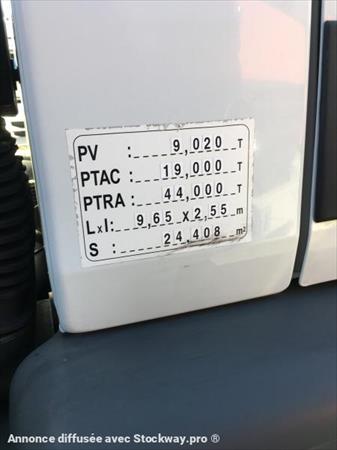 PV : 9,020 T
PTAC : 19,000 T
PTRA : 44,000 T
LxI: 9,65 x 2,55 m
S : 24,408 m²
Annonce diffusée avec Stockway.pro ®